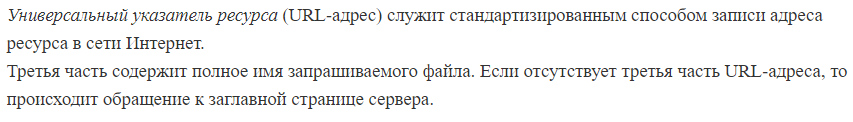 Универсальный указатель ресурса (URL-адрес) служит стандартизированным способом записи адреса
ресурса в сети Интернет.
Третья часть содержит полное имя запрашиваемого файла. Если отсутствует третья часть URL-адреса, то
происходит обращение к заглавной странице сервера.